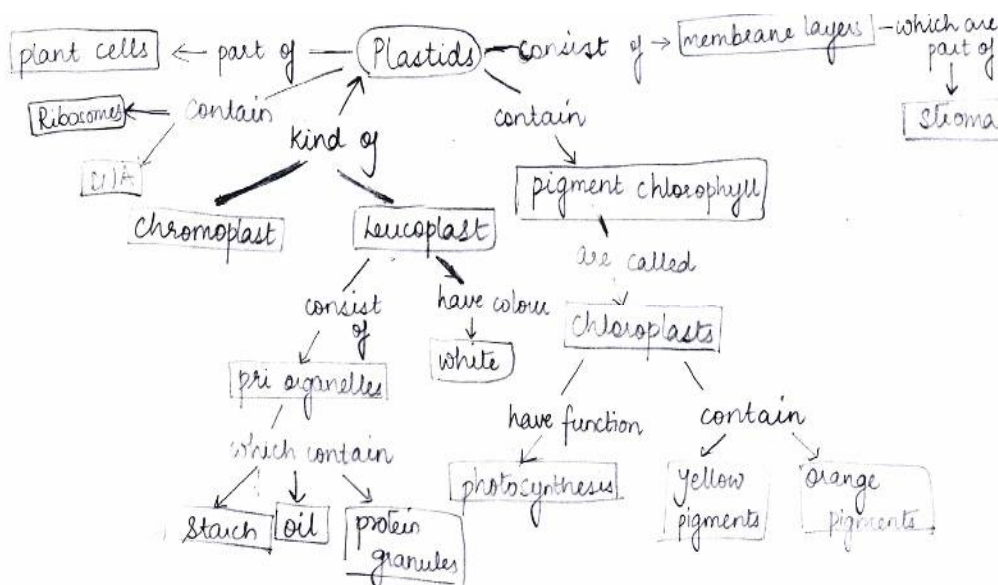 plant cells
part of
Plastids
consist of
membrane layers
which are
part of
stroma
Ribosomes
contain
contain
kind of
pigment chlorophyll
chromoplast
Leucoplast
are called
consist
of
have colour
white
chloroplasts
pri organelles
have function
contain
which contain
photosynthesis
yellow
pigments
orange
pigments
starch
oil
protein
granules